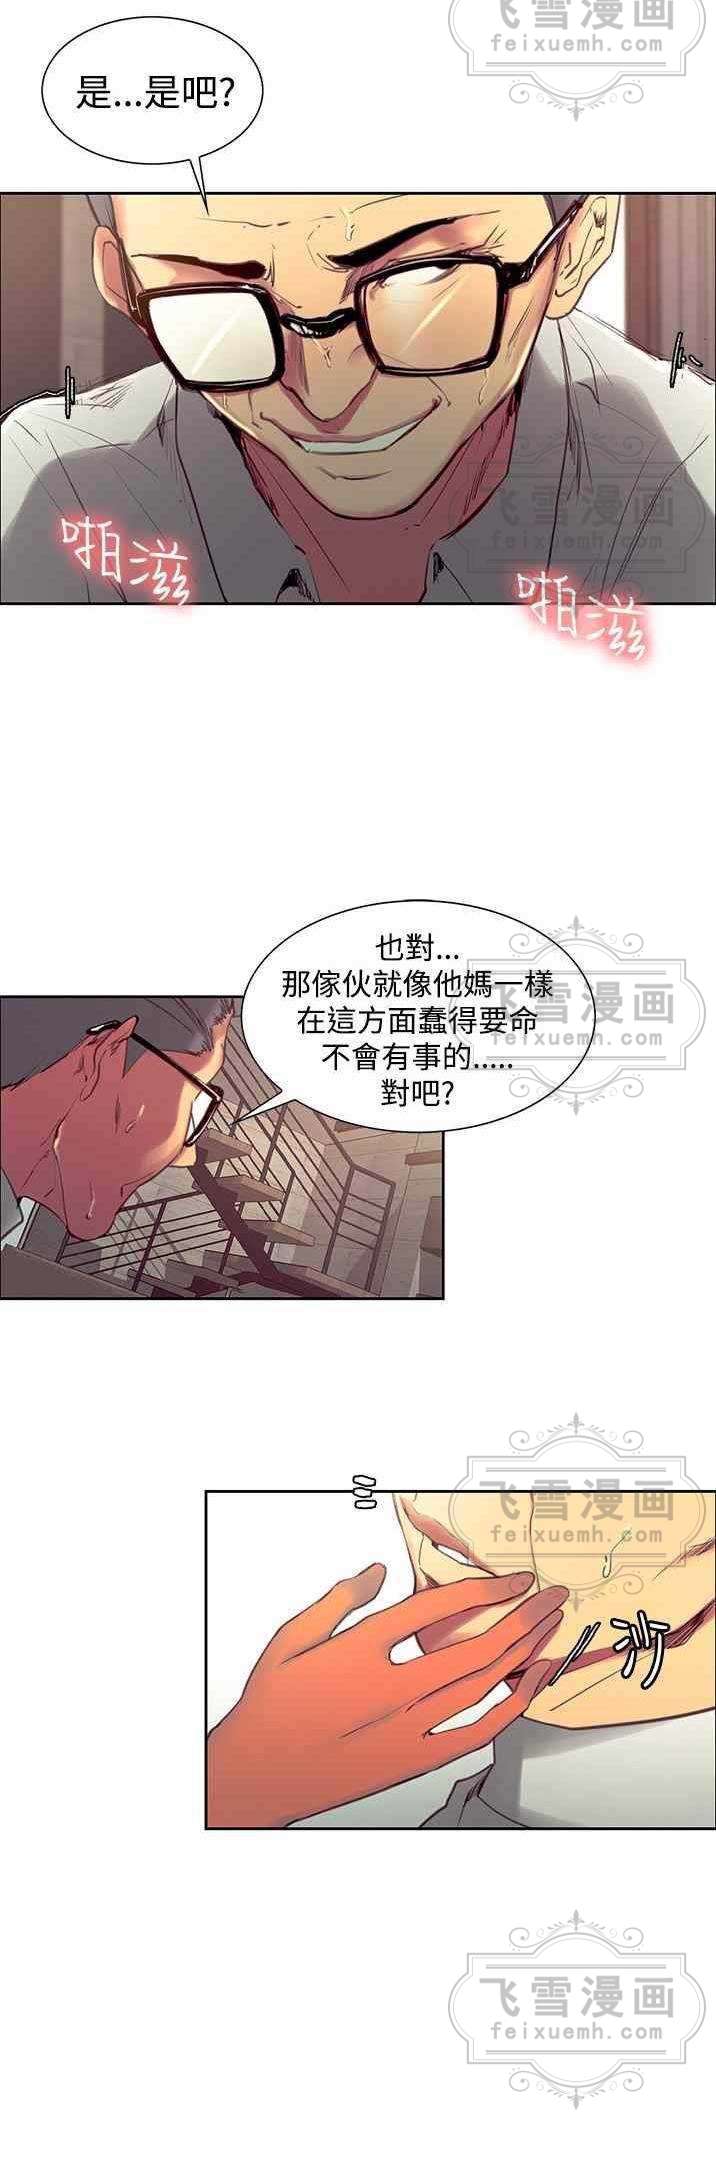 飞雪漫画
feixuemh.com
是...是吧?
飞雪漫画
feixuemh.com
啪滋
啪滋
也對...
那傢伙就像他媽一樣
在這方面蠢得要命
不會有事的.....
對吧?
飞雪漫画
feixuemh.com
飞雪漫画
feixuemh.com
沙
飞雪漫画
feixuemh.com